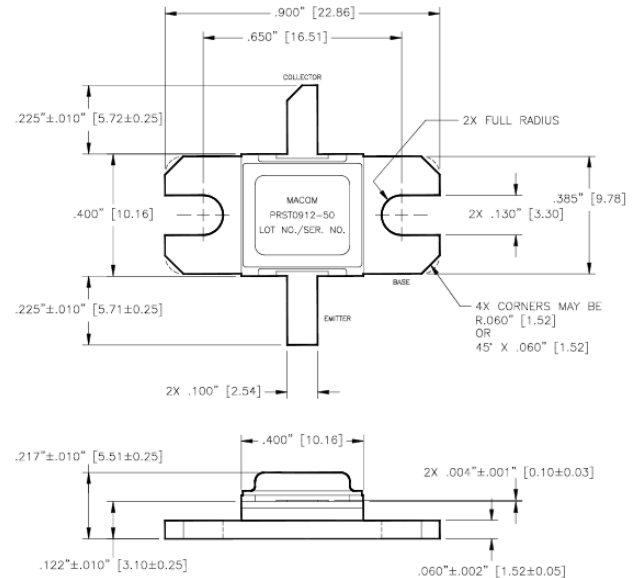 .900" [22.86]
.650" [16.51]
COLLECTOR
.225"±.010" [5.72±0.25]
2X FULL RADIUS
.400" [10.16]
MACOM
PRST0912-50
LOT NO./SER. NO.
.385" [9.78]
2X .130" [3.30]
BASE
.225"±.010" [5.71±0.25]
EMITTER
4X CORNERS MAY BE
R.060" [1.52]
OR
45° X .060" [1.52]
2X .100" [2.54]
.400" [10.16]
.217"±.010" [5.51±0.25]
2X .004"±.001" [0.10±0.03]
.122"±.010" [3.10±0.25]
.060"±.002" [1.52±0.05]